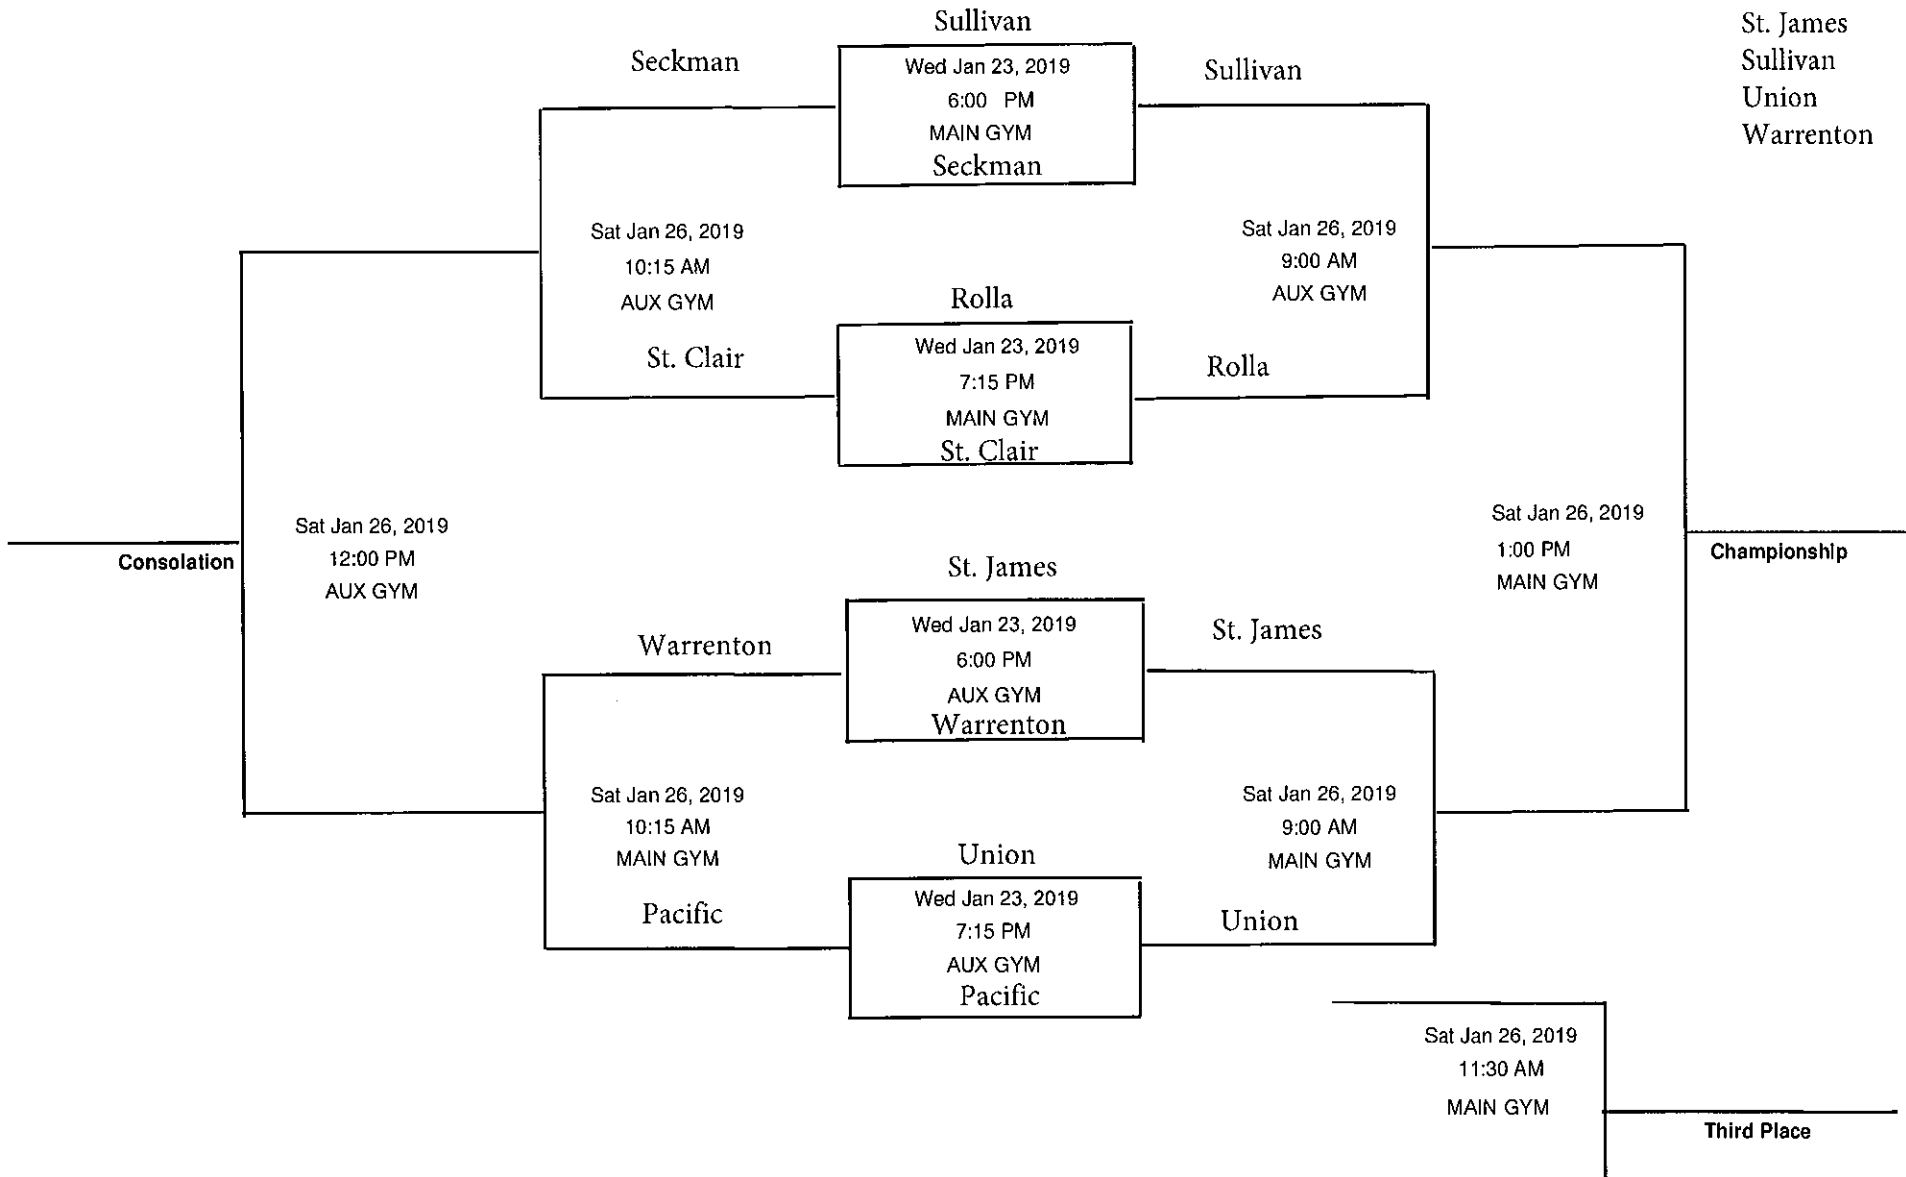 Sullivan
St. James
Sullivan
Union
Warrenton
Seckman
Wed Jan 23, 2019
6:00 PM
MAIN GYM
Seckman
Sullivan
Sat Jan 26, 2019
10:15 AM
AUX GYM
Sat Jan 26, 2019
9:00 AM
AUX GYM
Rolla
St. Clair
Wed Jan 23, 2019
7:15 PM
MAIN GYM
St. Clair
Rolla
Sat Jan 26, 2019
12:00 PM
AUX GYM
Consolation
Sat Jan 26, 2019
1:00 PM
MAIN GYM
Championship
St. James
Warrenton
Wed Jan 23, 2019
6:00 PM
AUX GYM
Warrenton
St. James
Sat Jan 26, 2019
10:15 AM
MAIN GYM
Sat Jan 26, 2019
9:00 AM
MAIN GYM
Union
Pacific
Wed Jan 23, 2019
7:15 PM
AUX GYM
Pacific
Union
Sat Jan 26, 2019
11:30 AM
MAIN GYM
Third Place